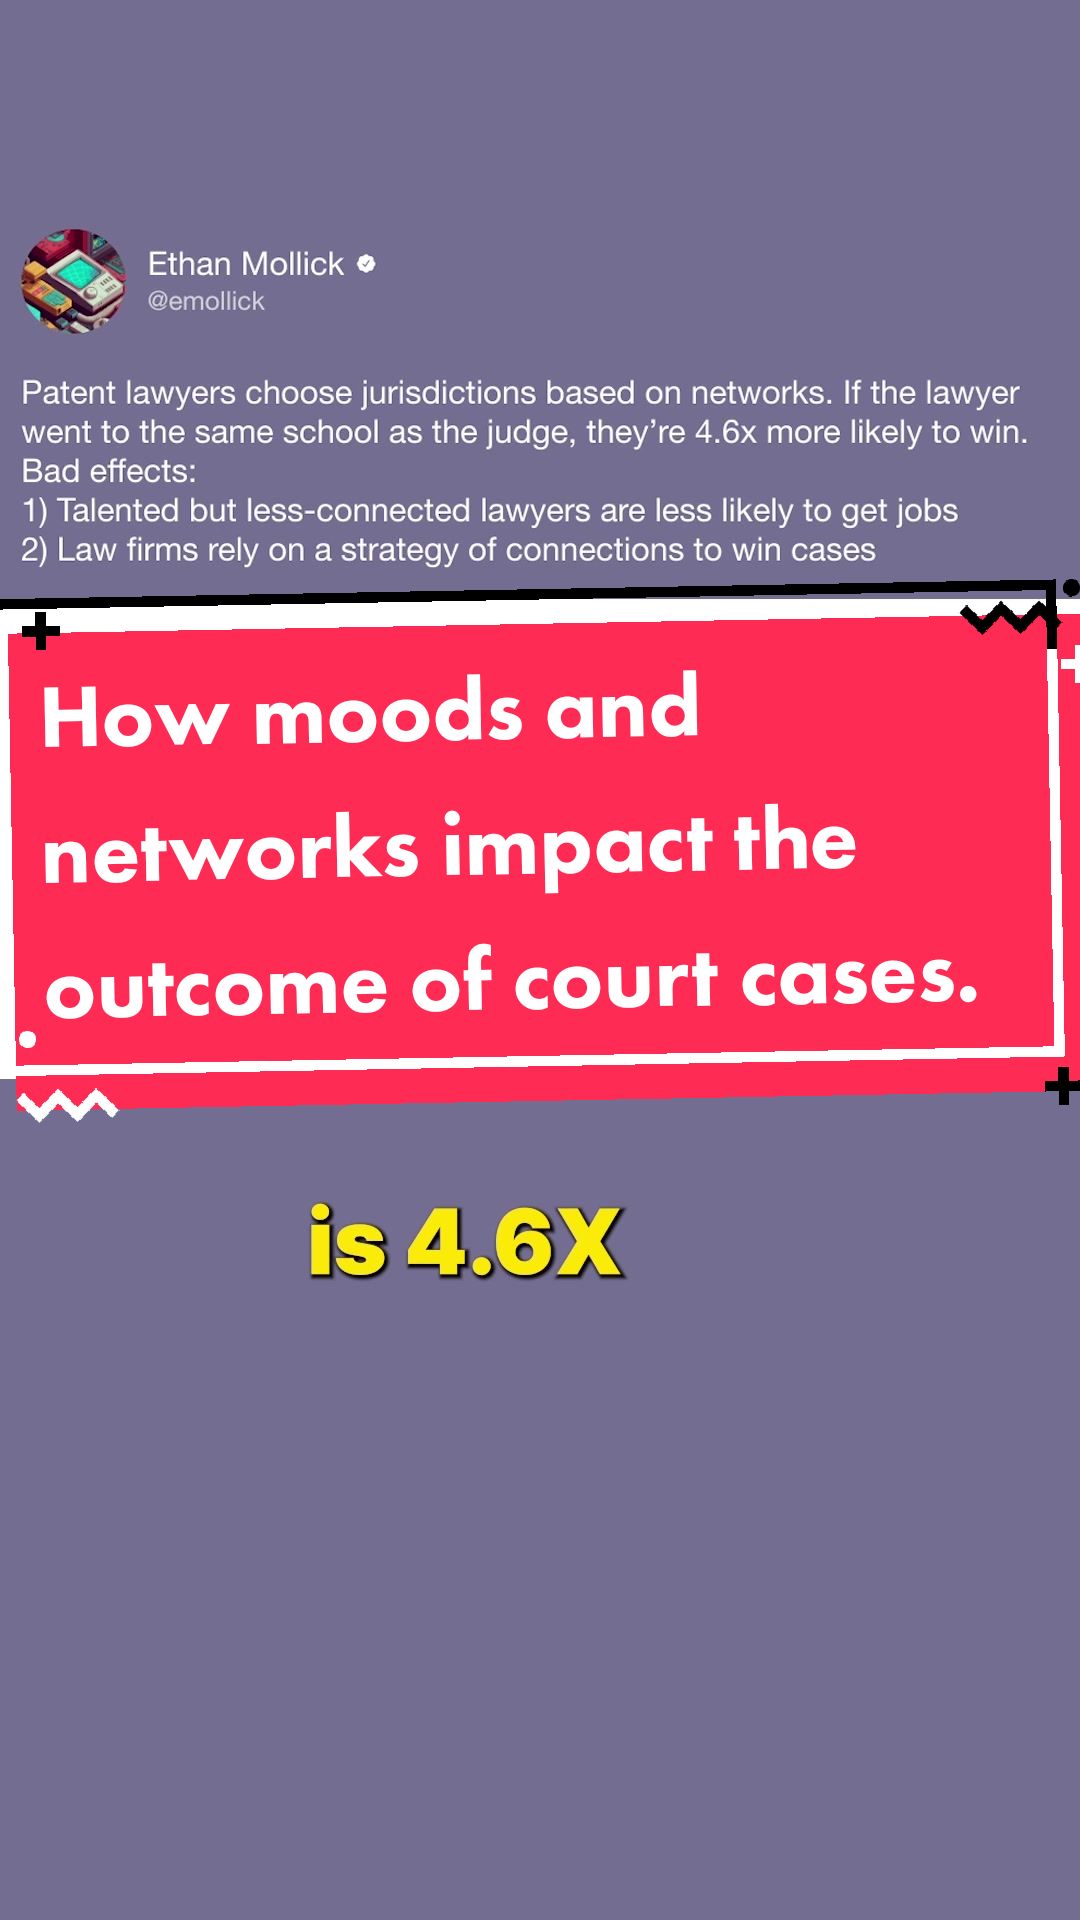 Ethan Mollick
@emollick
Patent lawyers choose jurisdictions based on networks. If the lawyer
went to the same school as the judge, they’re 4.6x more likely to win.
Bad effects:
1) Talented but less-connected lawyers are less likely to get jobs
2) Law firms rely on a strategy of connections to win cases
How moods and
networks impact the
outcome of court cases.
is 4.6X